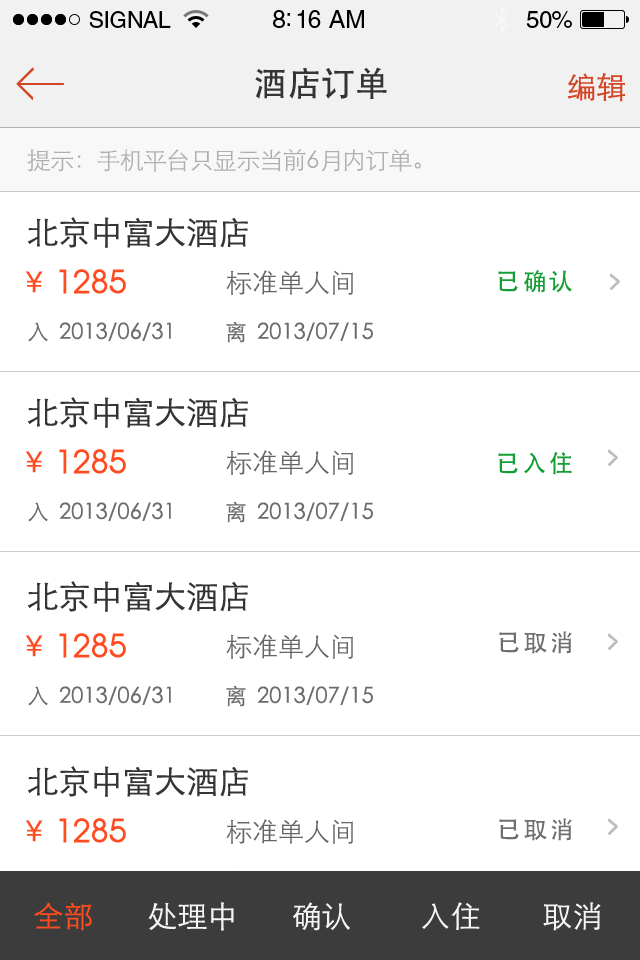 SIGNAL 8:16 AM 50%
酒店订单 编辑
提示：手机平台只显示当前6月内订单。
北京中富大酒店
¥ 1285 标准单人间 已确认
入 2013/06/31 离 2013/07/15
北京中富大酒店
¥ 1285 标准单人间 已入住
入 2013/06/31 离 2013/07/15
北京中富大酒店
¥ 1285 标准单人间 已取消
入 2013/06/31 离 2013/07/15
北京中富大酒店
¥ 1285 标准单人间 已取消
全部 处理中 确认 入住 取消